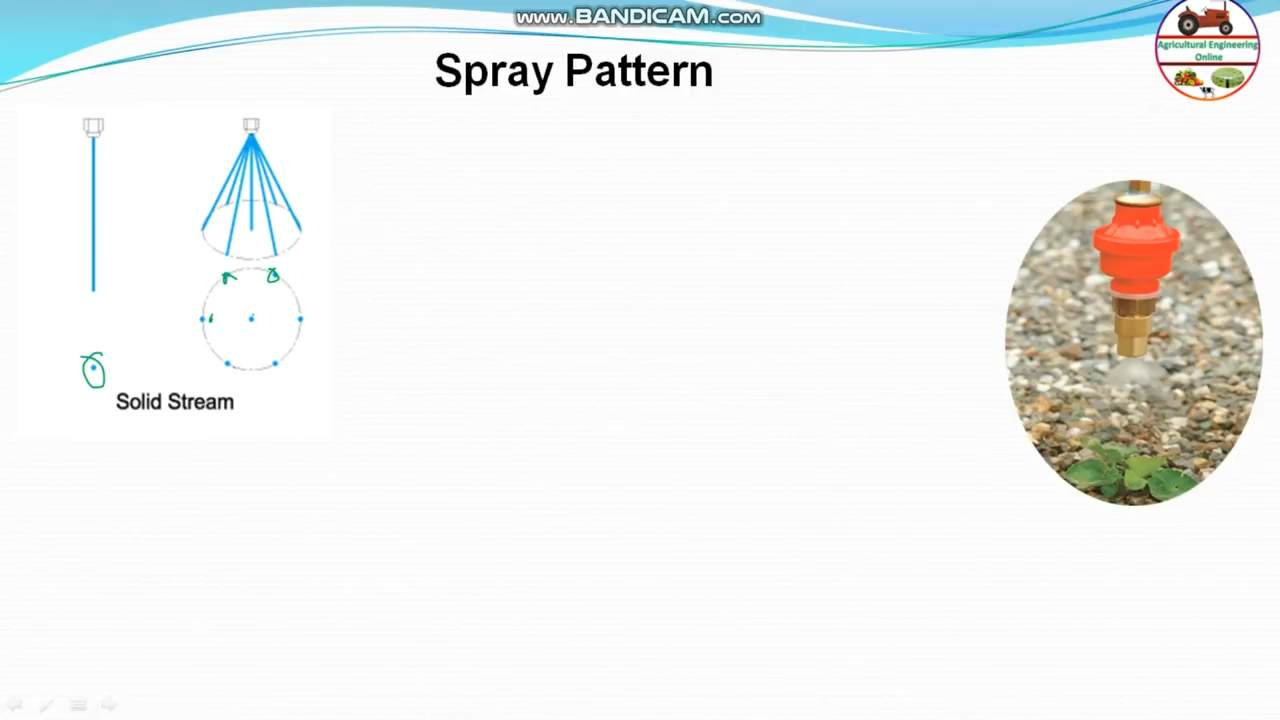 www.BANDICAM.com
Spray Pattern
Agricultural Engineering
Online
Solid Stream